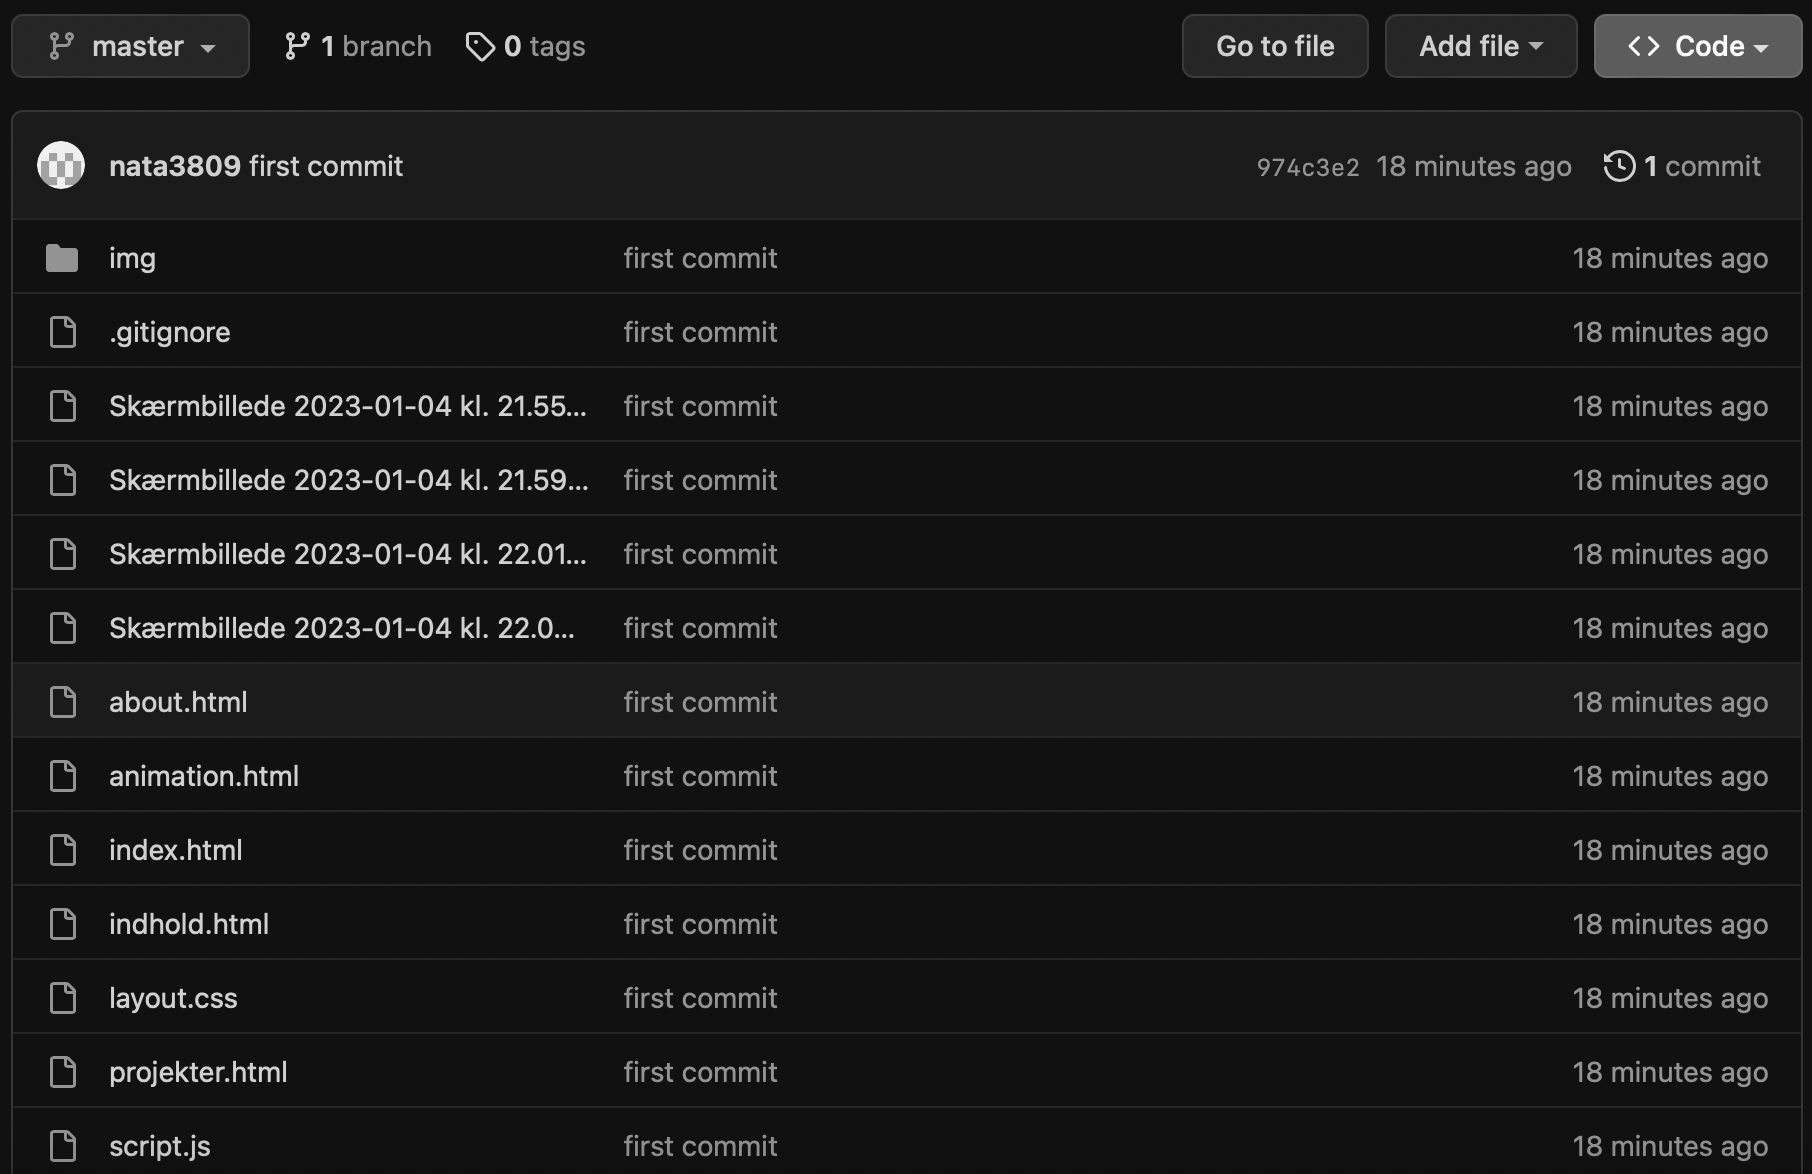 master 1 branch 0 tags Go to file Add file Code
nata3809 first commit 974c3e2 18 minutes ago 1 commit
img first commit 18 minutes ago
.gitignore first commit 18 minutes ago
Skærmbillede 2023-01-04 kl. 21.55... first commit 18 minutes ago
Skærmbillede 2023-01-04 kl. 21.59... first commit 18 minutes ago
Skærmbillede 2023-01-04 kl. 22.01... first commit 18 minutes ago
Skærmbillede 2023-01-04 kl. 22.0... first commit 18 minutes ago
about.html first commit 18 minutes ago
animation.html first commit 18 minutes ago
index.html first commit 18 minutes ago
indhold.html first commit 18 minutes ago
layout.css first commit 18 minutes ago
projekter.html first commit 18 minutes ago
script.js first commit 18 minutes ago